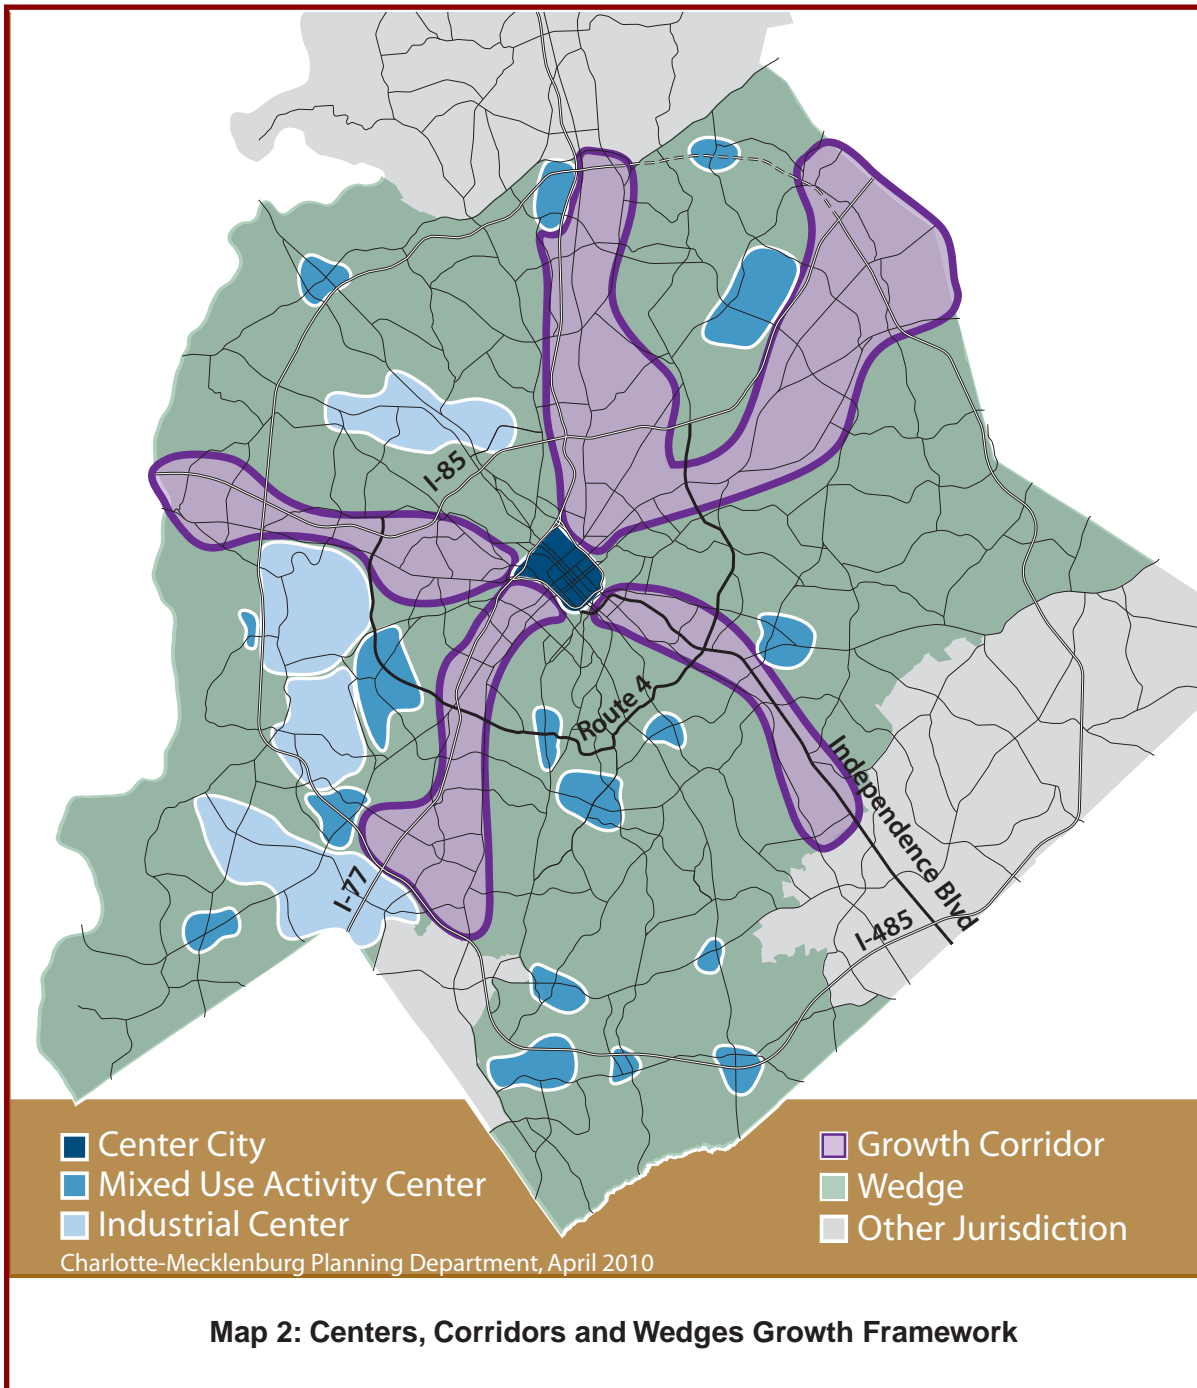 I-85
Route 4
Independence Blvd
I-77
I-485
Center City
Mixed Use Activity Center
Industrial Center
Growth Corridor
Wedge
Other Jurisdiction
Charlotte-Mecklenburg Planning Department, April 2010
Map 2: Centers, Corridors and Wedges Growth Framework